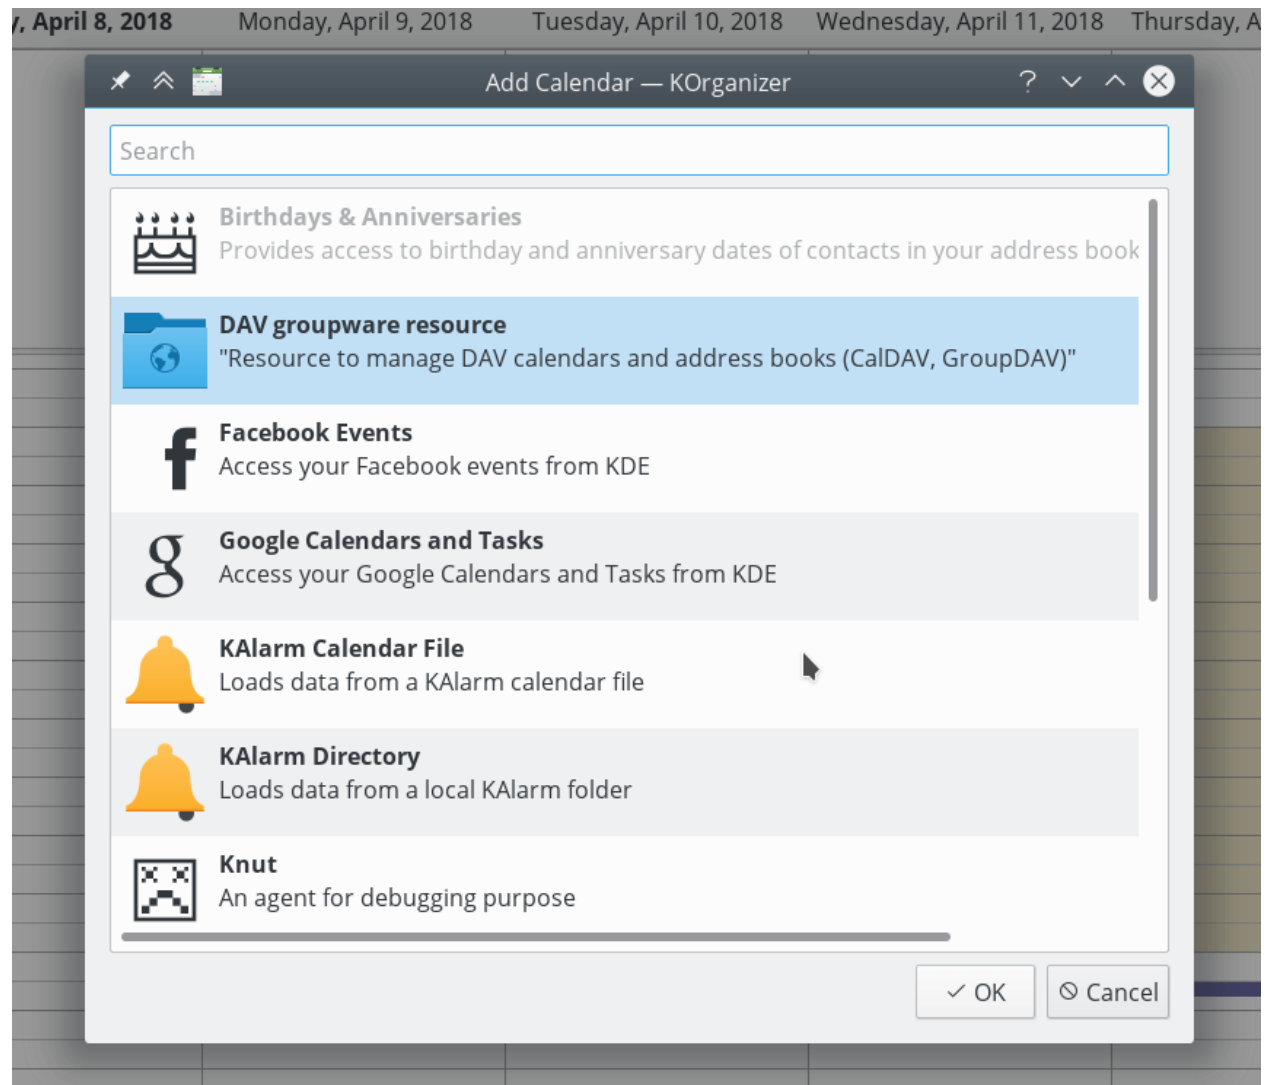 , April 8, 2018 Monday, April 9, 2018 Tuesday, April 10, 2018 Wednesday, April 11, 2018 Thursday, A
Add Calendar — KOrganizer
Search
Birthdays & Anniversaries
Provides access to birthday and anniversary dates of contacts in your address book
DAV groupware resource
"Resource to manage DAV calendars and address books (CalDAV, GroupDAV)"
Facebook Events
Access your Facebook events from KDE
Google Calendars and Tasks
Access your Google Calendars and Tasks from KDE
KAlarm Calendar File
Loads data from a KAlarm calendar file
KAlarm Directory
Loads data from a local KAlarm folder
Knut
An agent for debugging purpose
OK Cancel